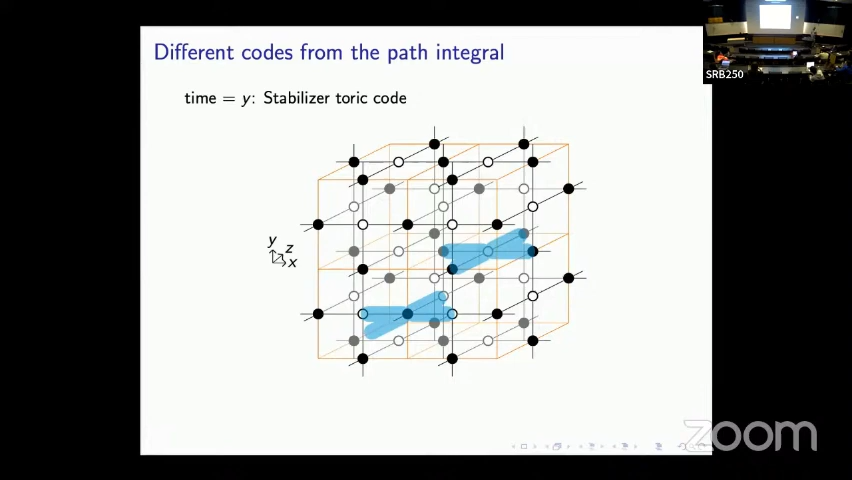 Different codes from the path integral
SRB250
time = y: Stabilizer toric code
y
z
x
zoom